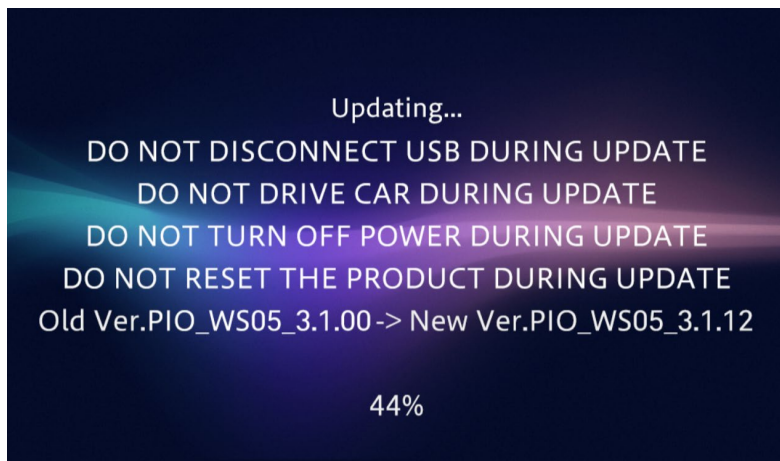 Updating...
DO NOT DISCONNECT USB DURING UPDATE
DO NOT DRIVE CAR DURING UPDATE
DO NOT TURN OFF POWER DURING UPDATE
DO NOT RESET THE PRODUCT DURING UPDATE
Old Ver.PIO_WS05_3.1.00-> New Ver.PIO_WS05_3.1.12
44%